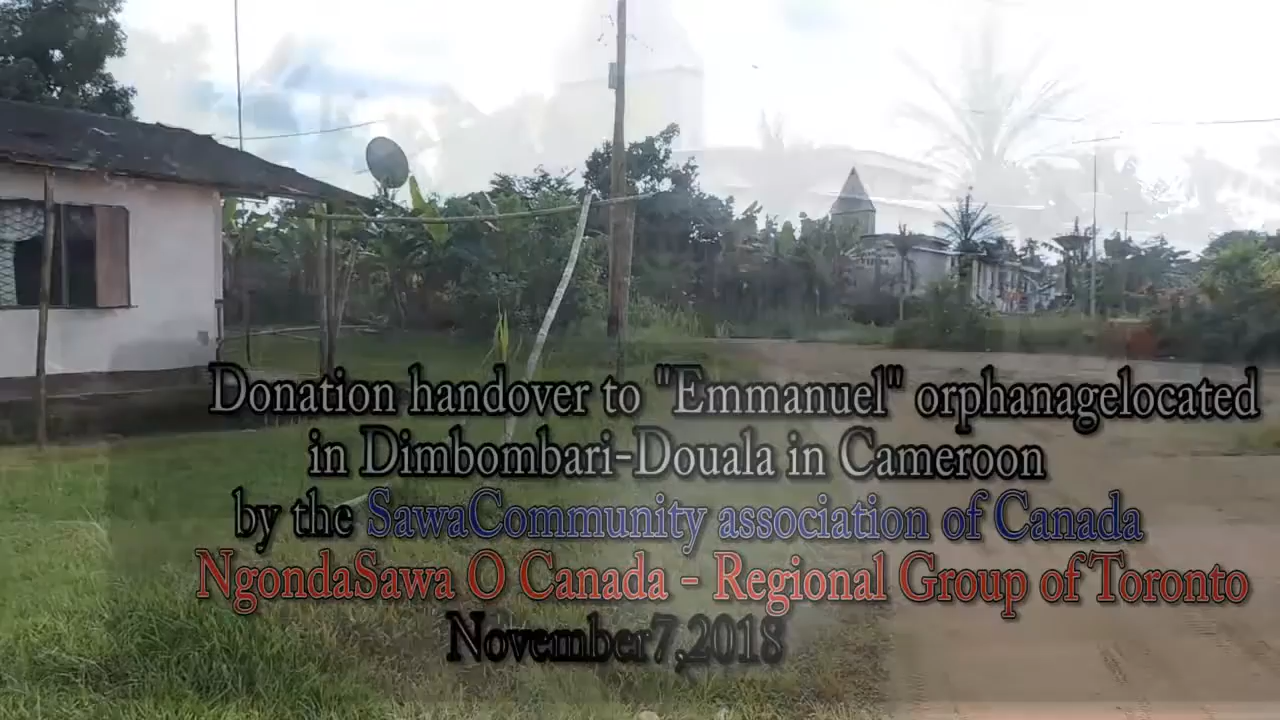 Donation handover to "Emmanuel" orphanagelocated
in Dimbombari-Douala in Cameroon
by the SawaCommunity association of Canada
NgondaSawa O Canada - Regional Group of Toronto
November7,2018